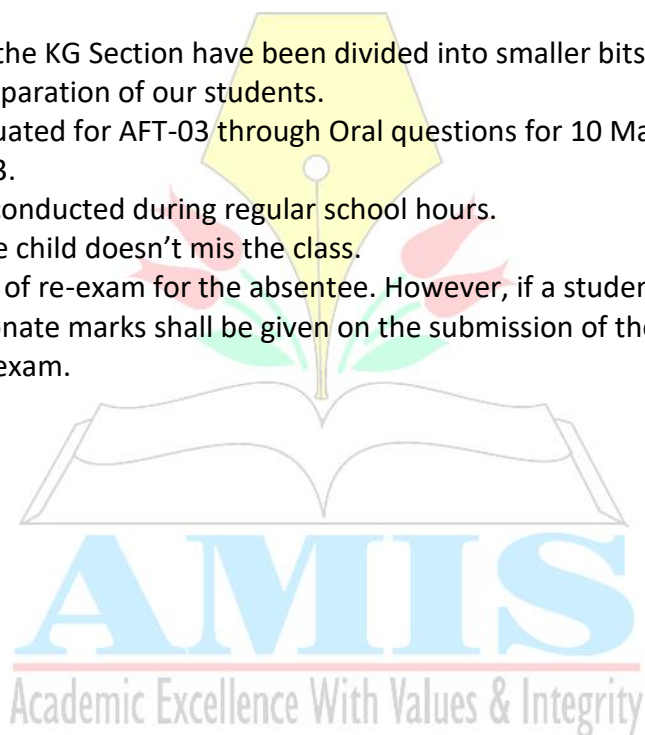 the KG Section have been divided into smaller bits
paration of our students.
uated for AFT-03 through Oral questions for 10 Ma
3.
conducted during regular school hours.
e child doesn't mis the class.
of re-exam for the absentee. However, if a studen
onate marks shall be given on the submission of the
exam.
AMIS
Academic Excellence With Values & Integrity